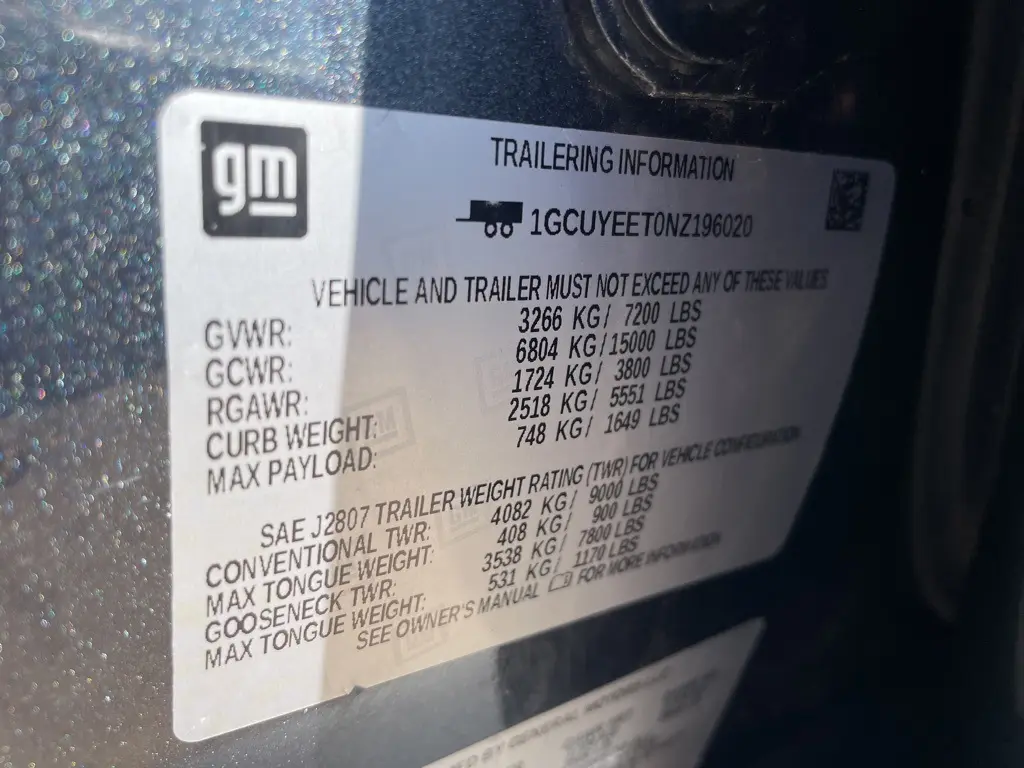 gm
TRAILERING INFORMATION
1GCUYEET0NZ196020
VEHICLE AND TRAILER MUST NOT EXCEED ANY OF THESE VALUES
GVWR: 3266 KG/ 7200 LBS
GCWR: 6804 KG/15000 LBS
RGAWR: 1724 KG/ 3800 LBS
CURB WEIGHT: 2518 KG/ 5551 LBS
MAX PAYLOAD: 748 KG/ 1649 LBS
SAE J2807 TRAILER WEIGHT RATING (TWR) FOR VEHICLE CONFIGURATION
CONVENTIONAL TWR: 4082 KG/ 9000 LBS
MAX TONGUE WEIGHT: 408 KG/ 900 LBS
GOOSENECK TWR: 3538 KG/ 7800 LBS
MAX TONGUE WEIGHT: 531 KG/ 1170 LBS
SEE OWNER'S MANUAL FOR MORE INFORMATION
BY GENERAL MOTORS LLC